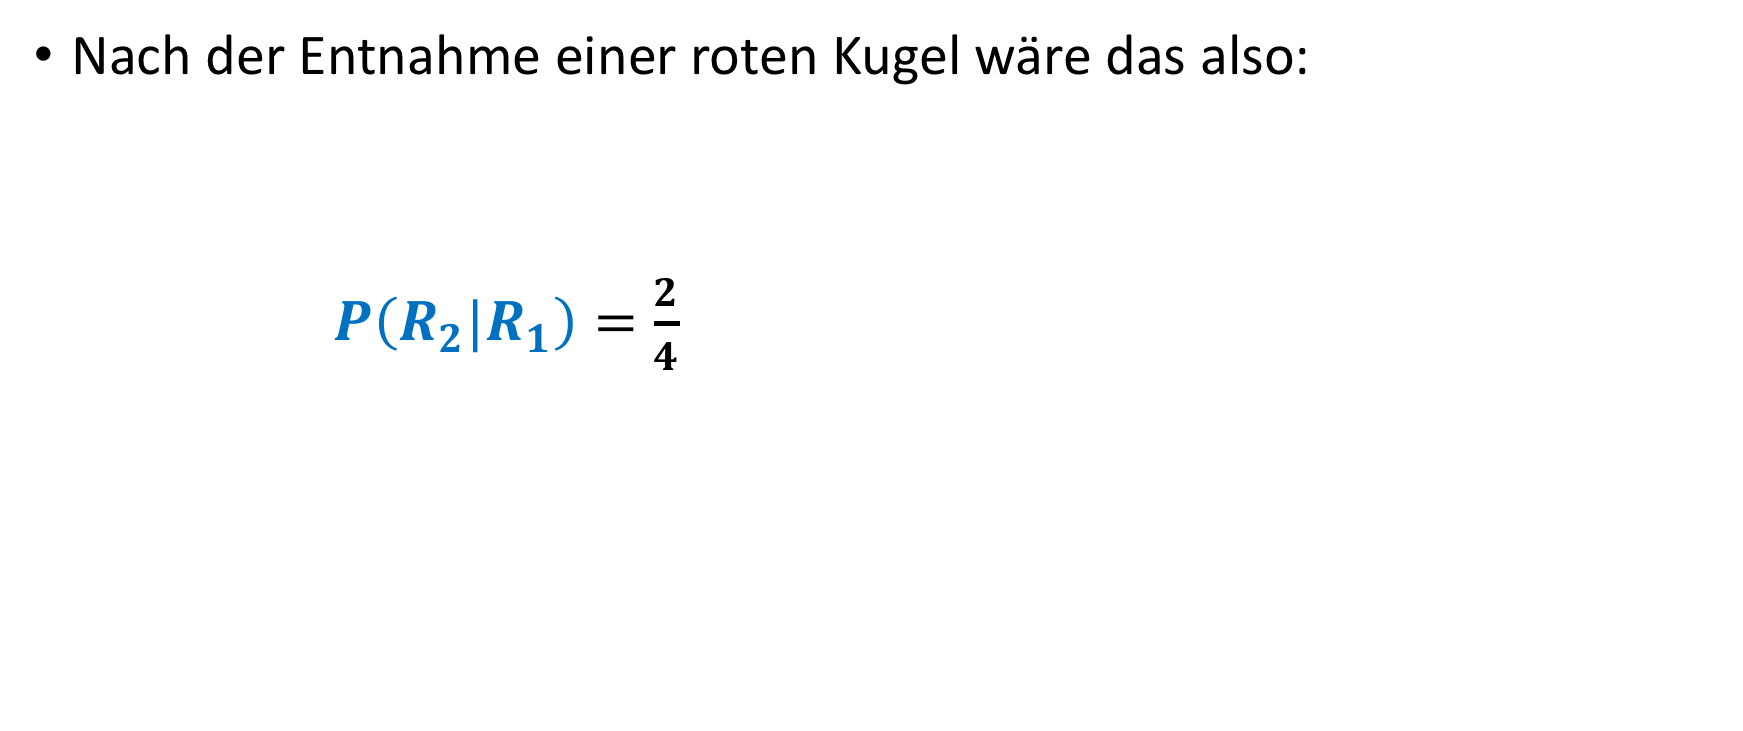 • Nach der Entnahme einer roten Kugel wäre das also:
P(R₂|R₁) = 2/4